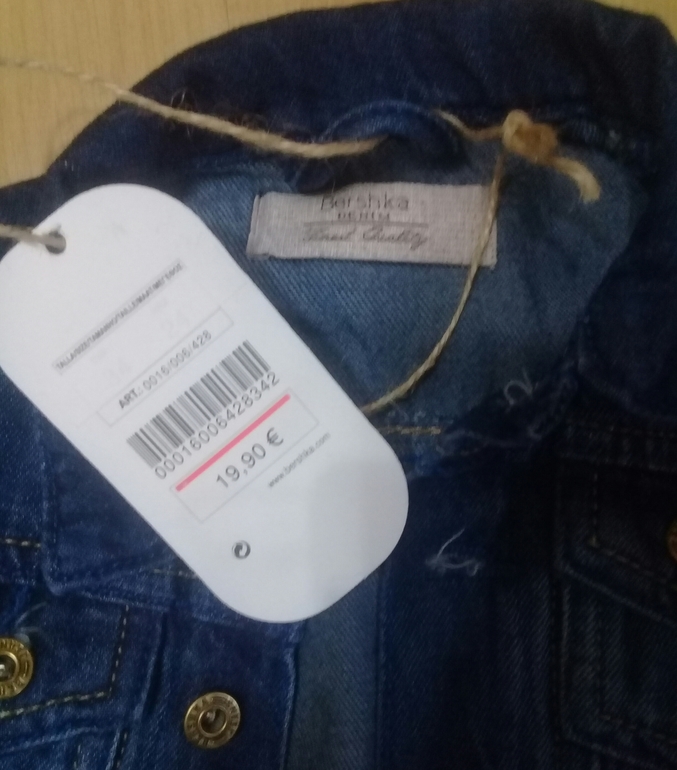 Bershka
DENIM
Finest Quality
ART.: 0016/006/428
00016006428342
19,90 €
www.bershka.com